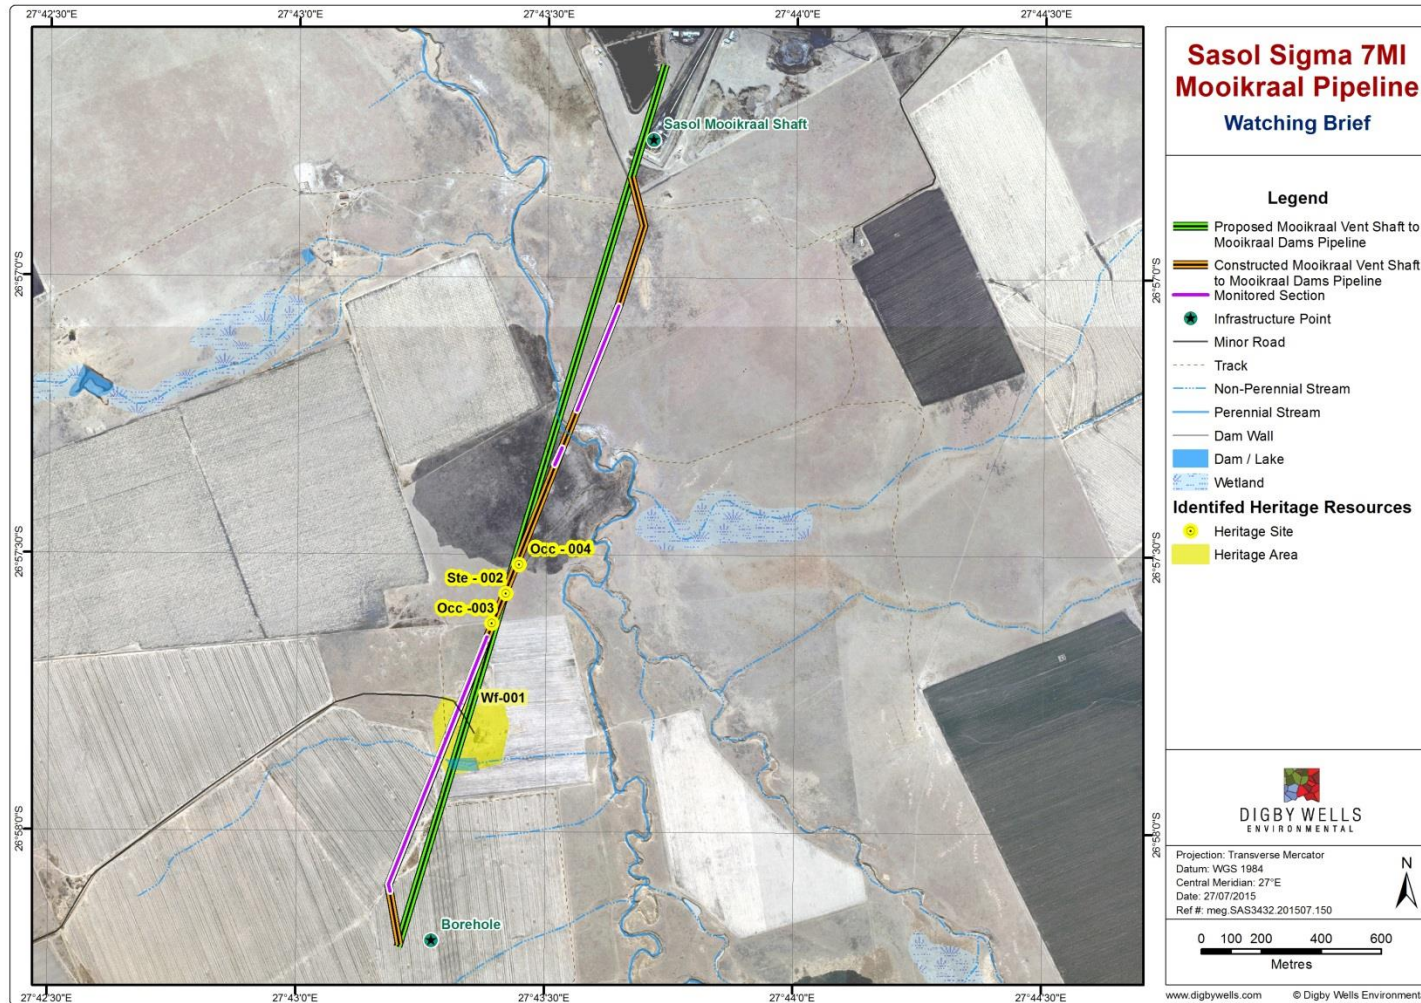 27°42'30"E
27°43'0"E
27°43'30"E
27°44'0"E
27°44'30"E
Sasol Sigma 7MI
Mooikraal Pipeline
Watching Brief
Legend
Proposed Mooikraal Vent Shaft to
Mooikraal Dams Pipeline
Constructed Mooikraal Vent Shaft
to Mooikraal Dams Pipeline
Monitored Section
Infrastructure Point
Minor Road
Track
Non-Perennial Stream
Perennial Stream
Dam Wall
Dam / Lake
Wetland
Identifed Heritage Resources
Heritage Site
Heritage Area
Sasol Mooikraal Shaft
26°57'0"S
26°57'0"S
Occ - 004
26°57'30"S
26°57'30"S
Ste - 002
Occ -003
Wf-001
26°58'0"S
26°58'0"S
Borehole
DIGBY WELLS
ENVIRONMENTAL
Projection: Transverse Mercator
Datum: WGS 1984
Central Meridian: 27°E
Date: 27/07/2015
Ref #: meg.SAS3432.201507.150
N
0 100 200 400 600
Metres
27°42'30"E
27°43'0"E
27°43'30"E
27°44'0"E
27°44'30"E
www.digbywells.com © Digby Wells Environment